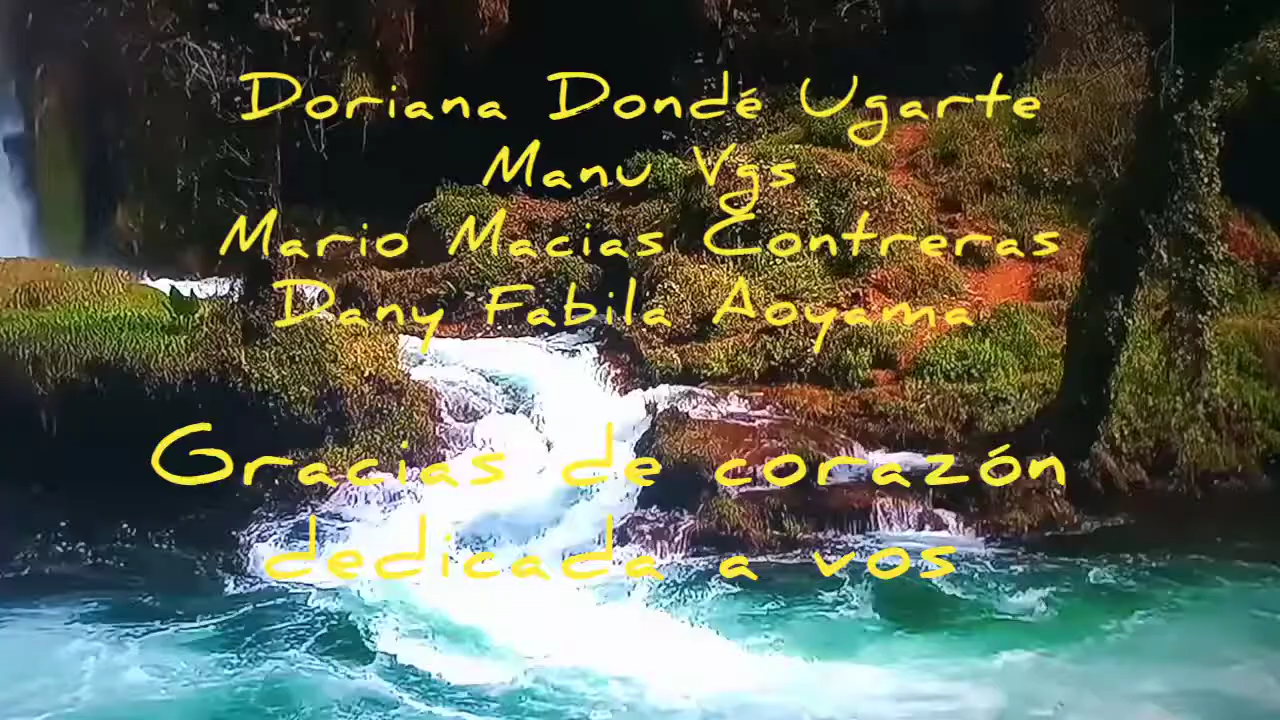 Doriana Dondé Ugarte
Manu Vgs
Mario Macias Contreras
Dany Fabila Aoyama
Gracias de corazón
dedicada a vos